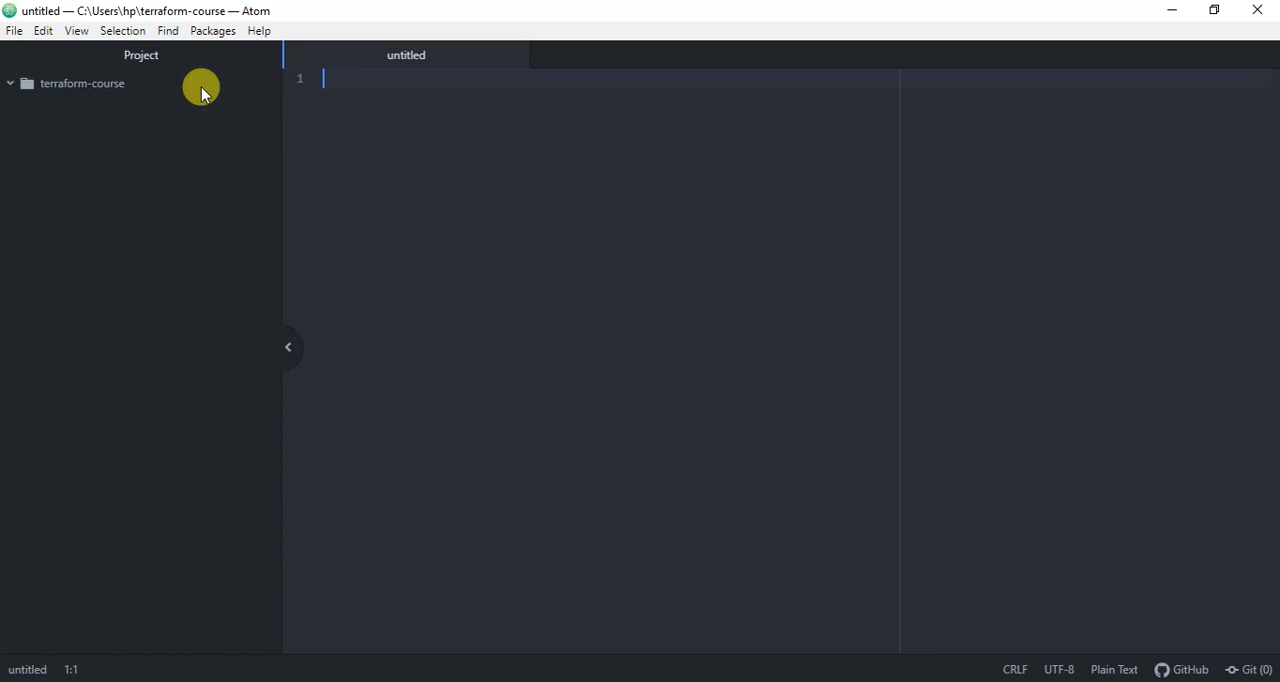 untitled — C:\Users\hp\terraform-course — Atom
File Edit View Selection Find Packages Help
Project
untitled
terraform-course
1
untitled 1:1
CRLF UTF-8 Plain Text GitHub Git (0)